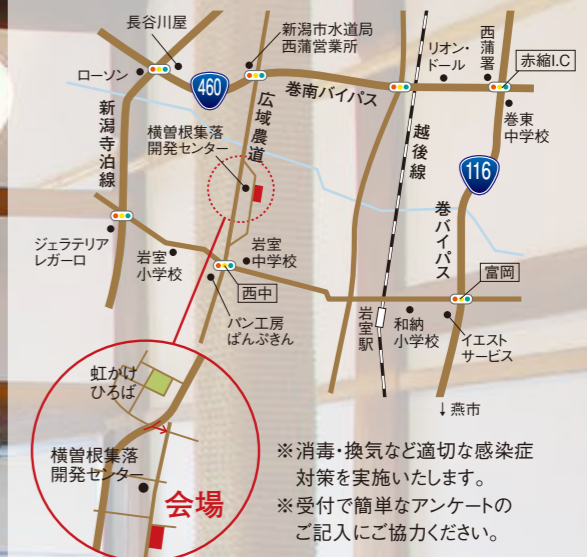 長谷川屋
新潟市水道局
西蒲営業所
ローソン
460
広域農道
巻南バイパス
リオン・
ドール
西蒲署
赤鏥I.C
巻東
中学校
新潟寺泊線
横曽根集落
開発センター
越後線
116
巻バイパス
ジェラテリア
レガーロ
岩室
小学校
岩室
中学校
西中
パン工房
ぱんぷきん
岩室駅
和納
小学校
富岡
イエスト
サービス
↓燕市
虹かけ
ひろば
横曽根集落
開発センター
会場
※消毒・換気など適切な感染症
対策を実施いたします。
※受付で簡単なアンケートの
ご記入にご協力ください。